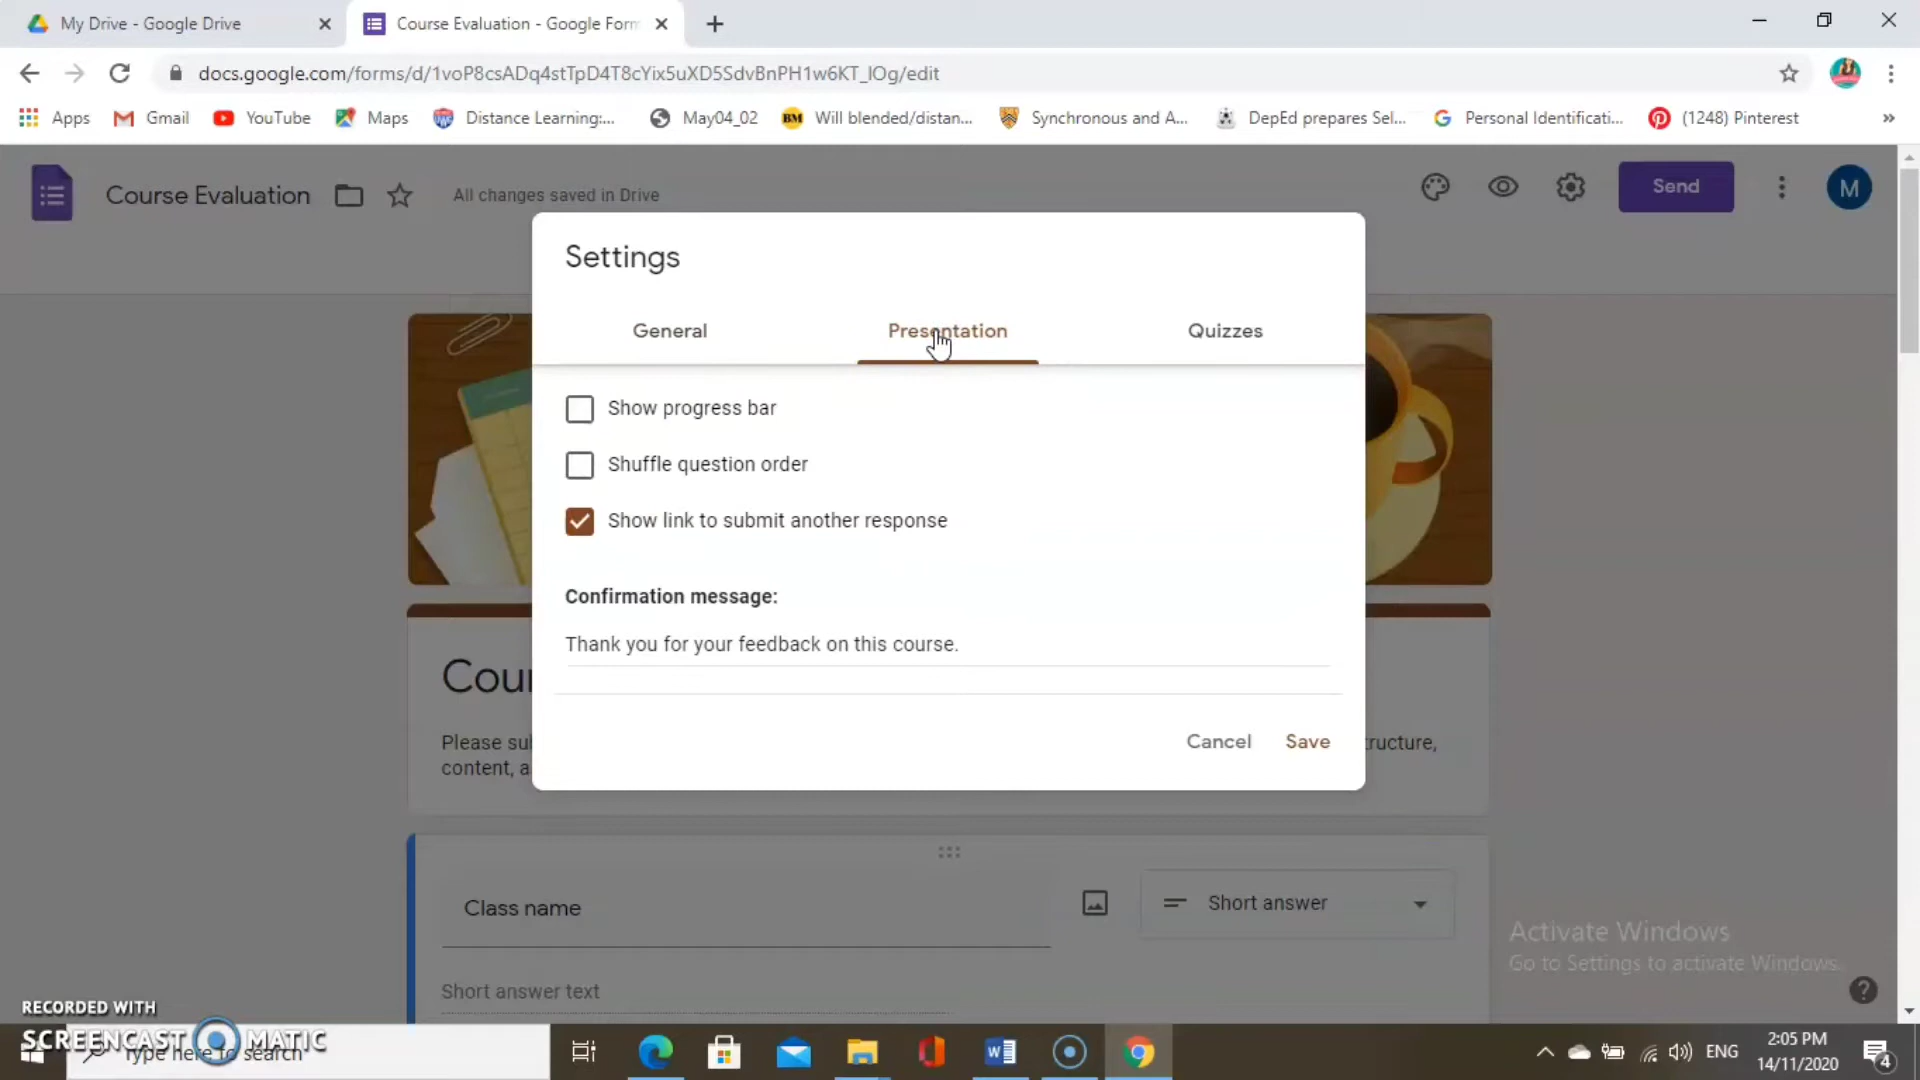 My Drive - Google Drive
Course Evaluation - Google Form
docs.google.com/forms/d/1voP8csADq4stTpD4T8cYix5uXD5SdvBnPH1w6KT_lOg/edit
Apps
Gmail
YouTube
Maps
Distance Learning:...
May04_02
BM
Will blended/distan...
Synchronous and A...
DepEd prepares Sel...
Personal Identificati...
(1248) Pinterest
»
Course Evaluation
All changes saved in Drive
Send
M
Settings
General
Presentation
Quizzes
Show progress bar
Shuffle question order
Show link to submit another response
Confirmation message:
Thank you for your feedback on this course.
Cancel
Save
Cour
Please su
tructure,
content, a
Class name
Short answer
Short answer text
Activate Windows
Go to Settings to activate Windows.
RECORDED WITH
SCREENCAST MATIC
Type here to search
ENG
2:05 PM
14/11/2020
4